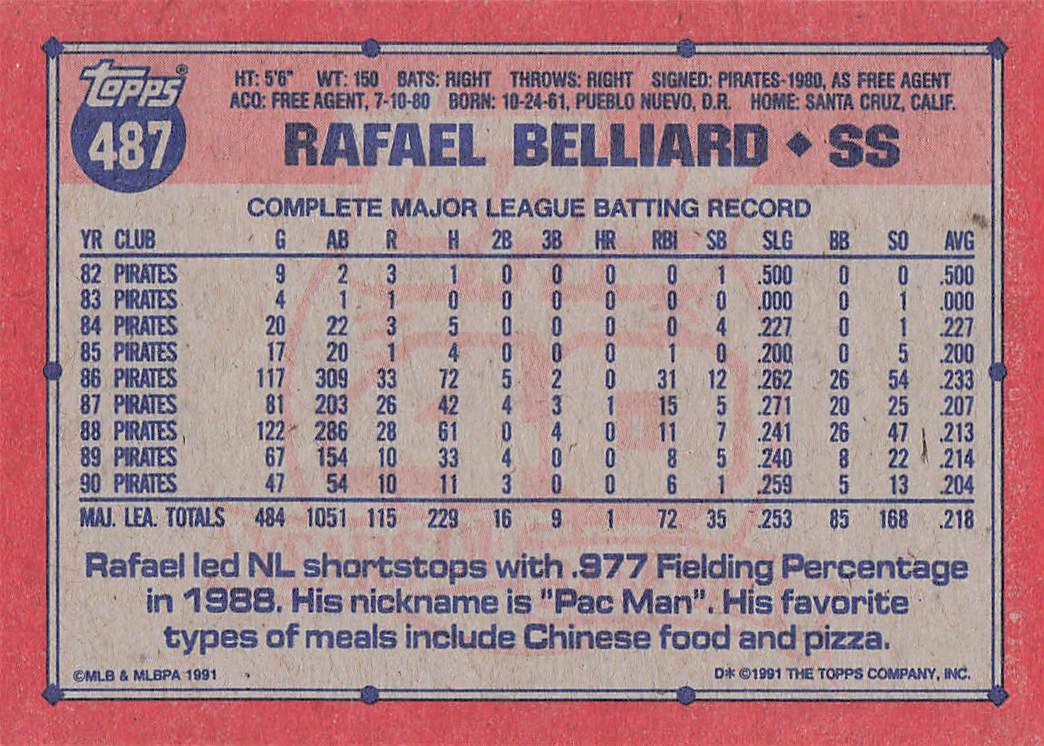 TOPPS®
487
HT: 5'6" WT: 150 BATS: RIGHT THROWS: RIGHT SIGNED: PIRATES-1980, AS FREE AGENT
ACQ: FREE AGENT, 7-10-80 BORN: 10-24-61, PUEBLO NUEVO, D.R. HOME: SANTA CRUZ, CALIF.
RAFAEL BELLIARD ◆ SS
COMPLETE MAJOR LEAGUE BATTING RECORD
YR CLUB G AB R H 2B 3B HR RBI SB SLG BB SO AVG
82 PIRATES 9 2 3 1 0 0 0 0 1 .500 0 0 .500
83 PIRATES 4 1 1 0 0 0 0 0 0 .000 0 1 .000
84 PIRATES 20 22 3 5 0 0 0 0 4 .227 0 1 .227
85 PIRATES 17 20 1 4 0 0 0 1 0 .200 0 5 .200
86 PIRATES 117 309 33 72 5 2 0 31 12 .262 26 54 .233
87 PIRATES 81 203 26 42 4 3 1 15 5 .271 20 25 .207
88 PIRATES 122 286 28 61 0 4 0 11 7 .241 26 47 .213
89 PIRATES 67 154 10 33 4 0 0 8 5 .240 8 22 .214
90 PIRATES 47 54 10 11 3 0 0 6 1 .259 5 13 .204
MAJ. LEA. TOTALS 484 1051 115 229 16 9 1 72 35 .253 85 168 .218
Rafael led NL shortstops with .977 Fielding Percentage
in 1988. His nickname is "Pac Man". His favorite
types of meals include Chinese food and pizza.
©MLB & MLBPA 1991
D* ©1991 THE TOPPS COMPANY, INC.